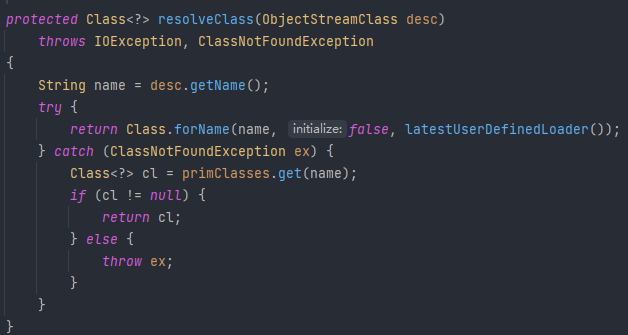 protected Class<?> resolveClass(ObjectStreamClass desc)
    throws IOException, ClassNotFoundException
{
    String name = desc.getName();
    try {
        return Class.forName(name, initialize: false, latestUserDefinedLoader());
    } catch (ClassNotFoundException ex) {
        Class<?> cl = primClasses.get(name);
        if (cl != null) {
            return cl;
        } else {
            throw ex;
        }
    }
}